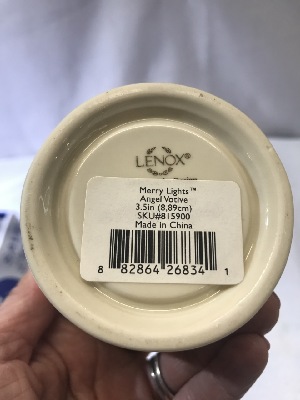 LENOX®
Merry Lights™
Angel Votive
3.5in (8,89cm)
SKU#815900
Made in China
8 82864 26834 1